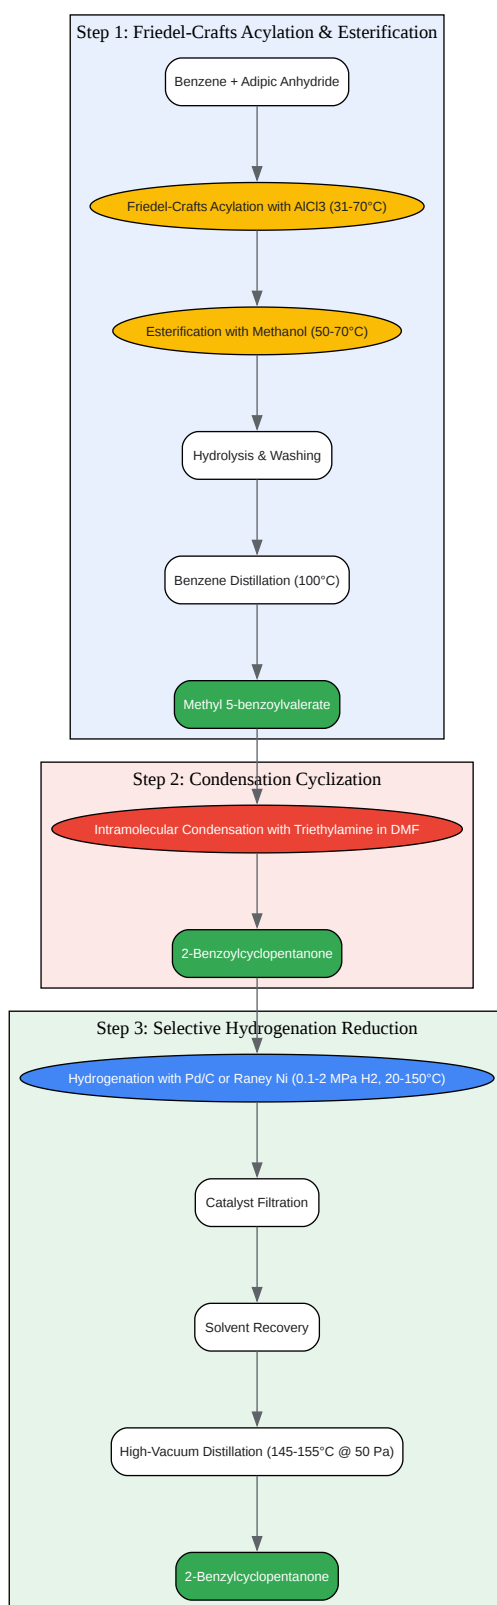 Step 1: Friedel-Crafts Acylation & Esterification
Benzene + Adipic Anhydride
Friedel-Crafts Acylation with AlCl3 (31-70°C)
Esterification with Methanol (50-70°C)
Hydrolysis & Washing
Benzene Distillation (100°C)
Methyl 5-benzoylvalerate
Step 2: Condensation Cyclization
Intramolecular Condensation with Triethylamine in DMF
2-Benzoylcyclopentanone
Step 3: Selective Hydrogenation Reduction
Hydrogenation with Pd/C or Raney Ni (0.1-2 MPa H2, 20-150°C)
Catalyst Filtration
Solvent Recovery
High-Vacuum Distillation (145-155°C @ 50 Pa)
2-Benzylcyclopentanone